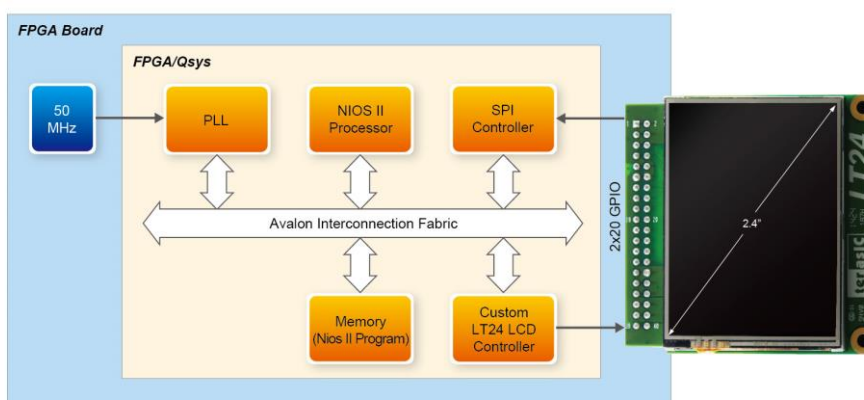 FPGA Board
FPGA/Qsys
50
MHz
PLL
NIOS II
Processor
SPI
Controller
Avalon Interconnection Fabric
Memory
(Nios II Program)
Custom
LT24 LCD
Controller
2x20 GPIO
2.4"
LT24
terasIC